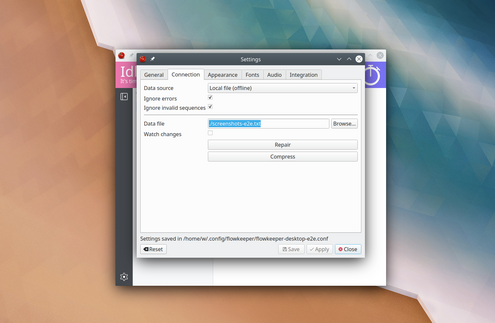 Settings
Idl
It's
General Connection Appearance Fonts Audio Integration
Data source Local file (offline)
Ignore errors
Ignore invalid sequences
Data file ./screenshots-e2e.txt Browse...
Watch changes
Repair
Compress
Settings saved in /home/w/.config/flowkeeper/flowkeeper-desktop-e2e.conf
Reset Save Apply Close